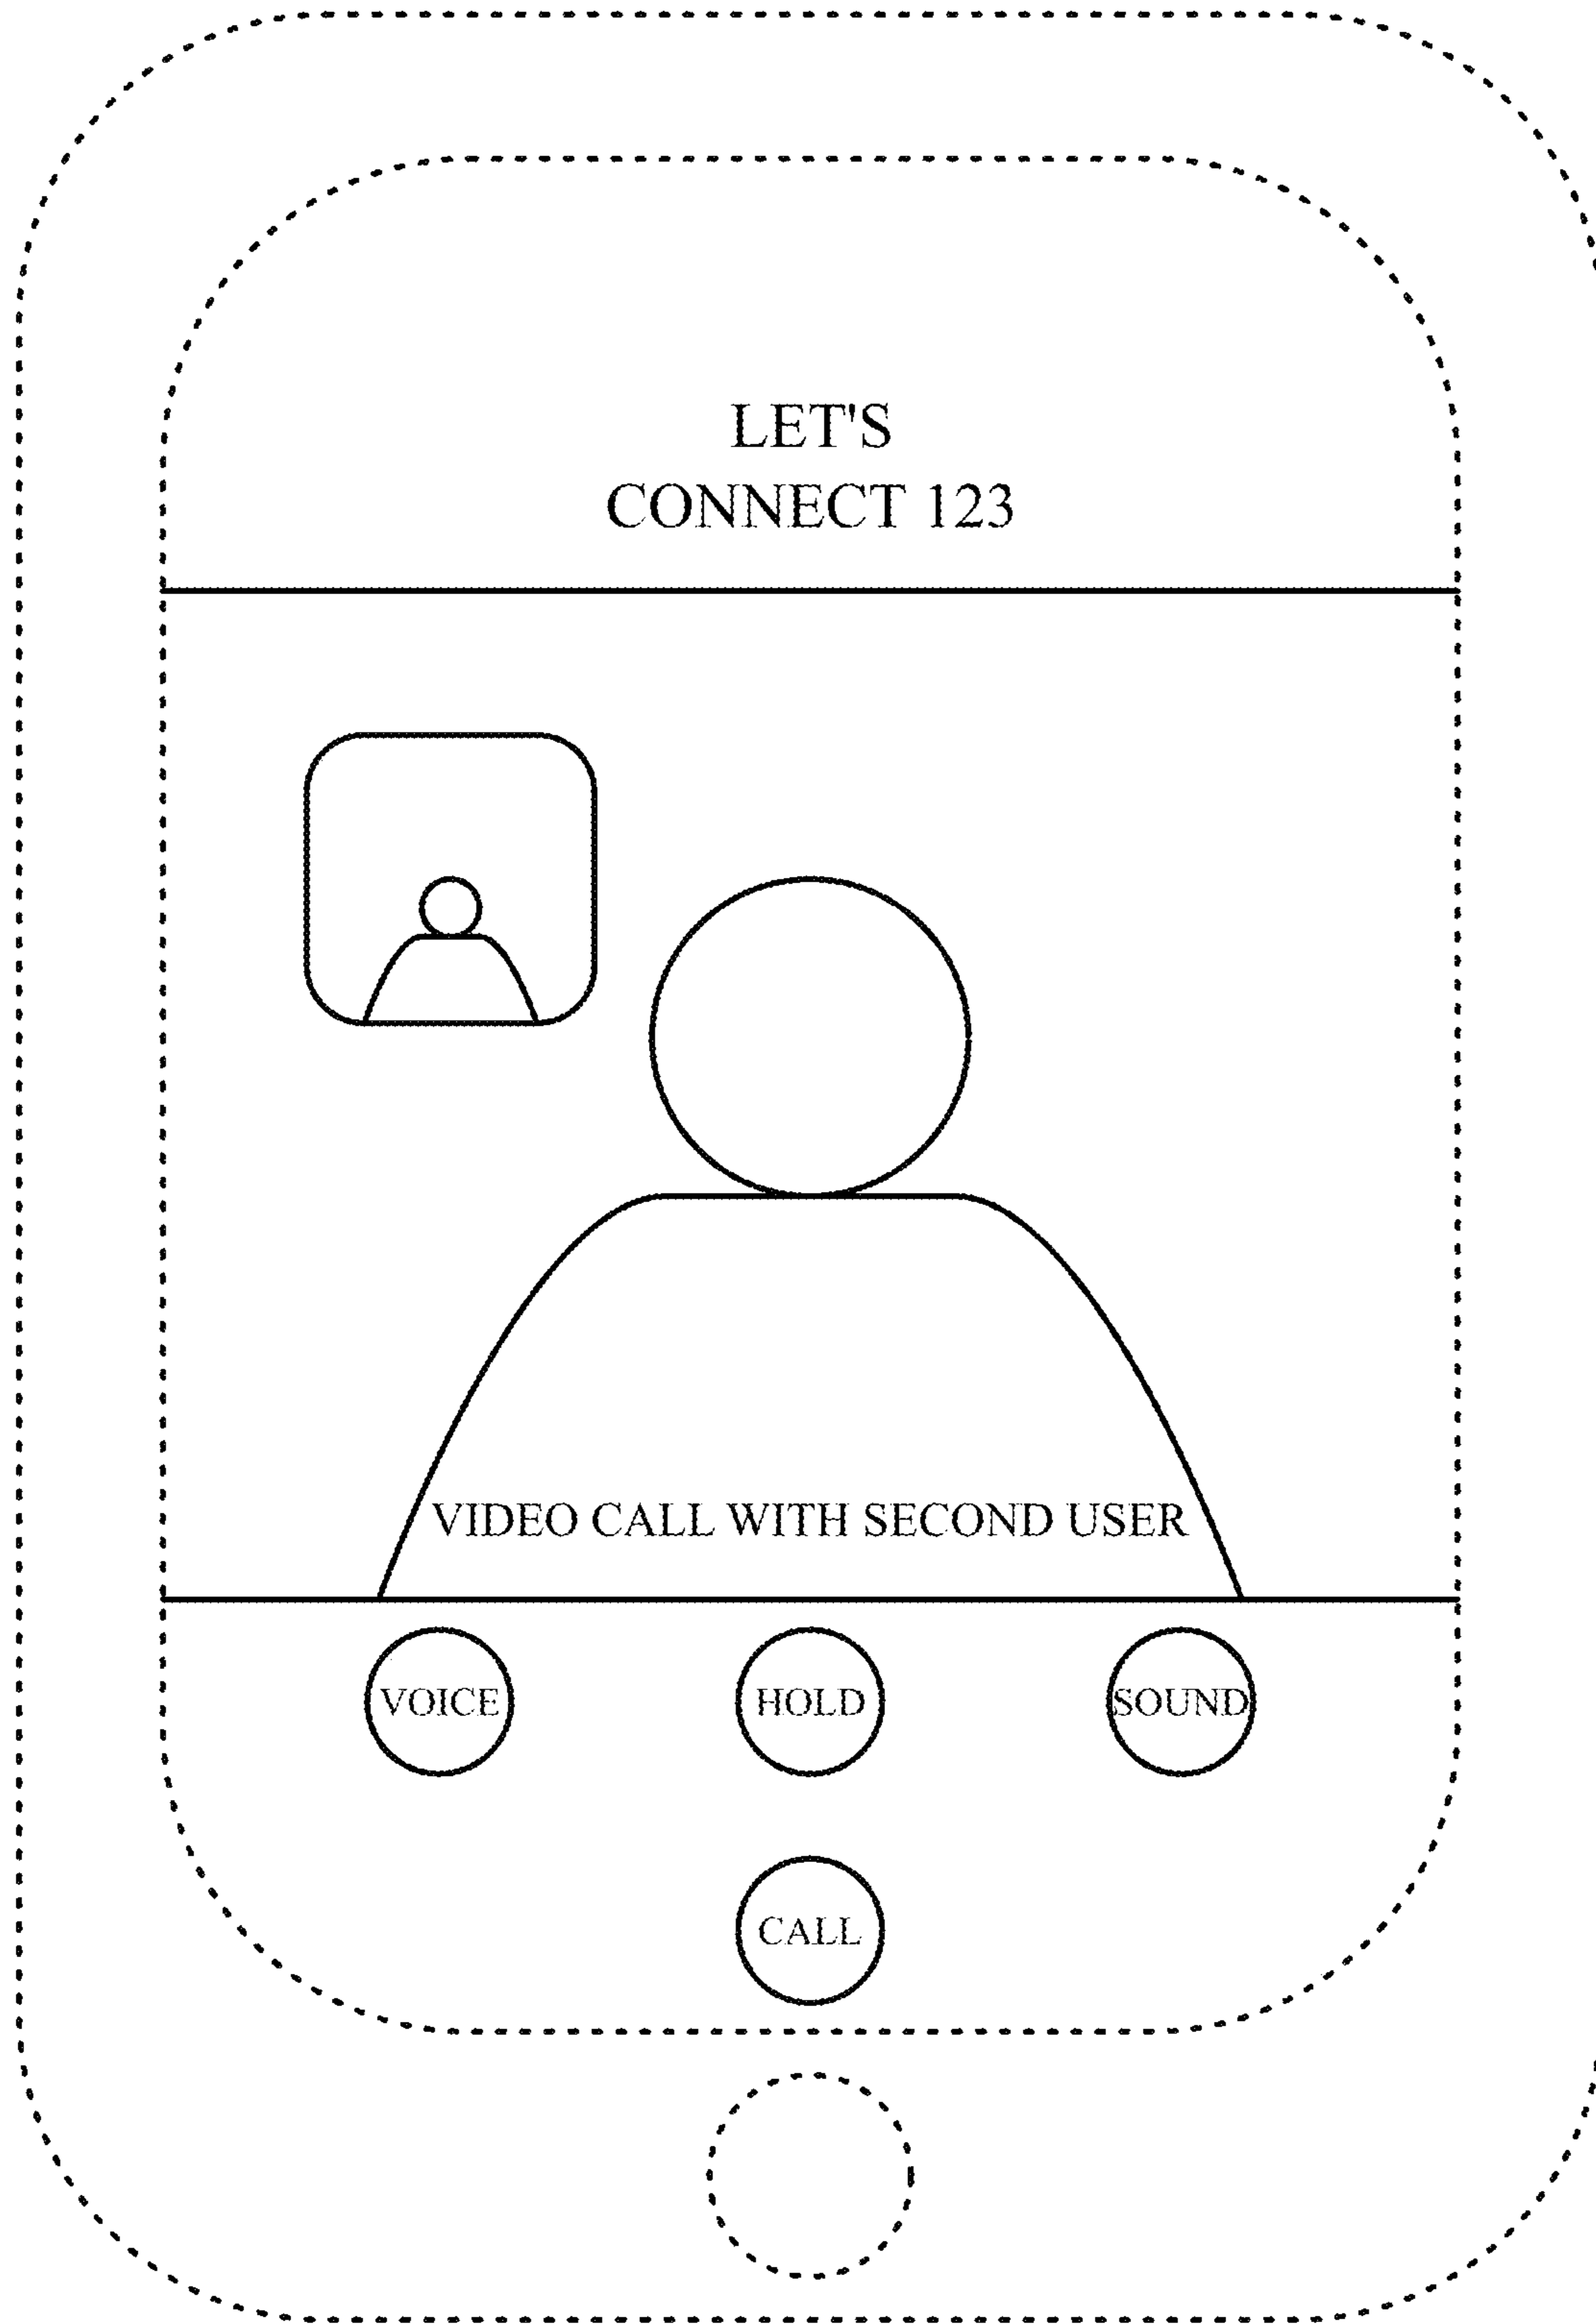 LET'S
CONNECT 123
VIDEO CALL WITH SECOND USER
VOICE HOLD SOUND
CALL